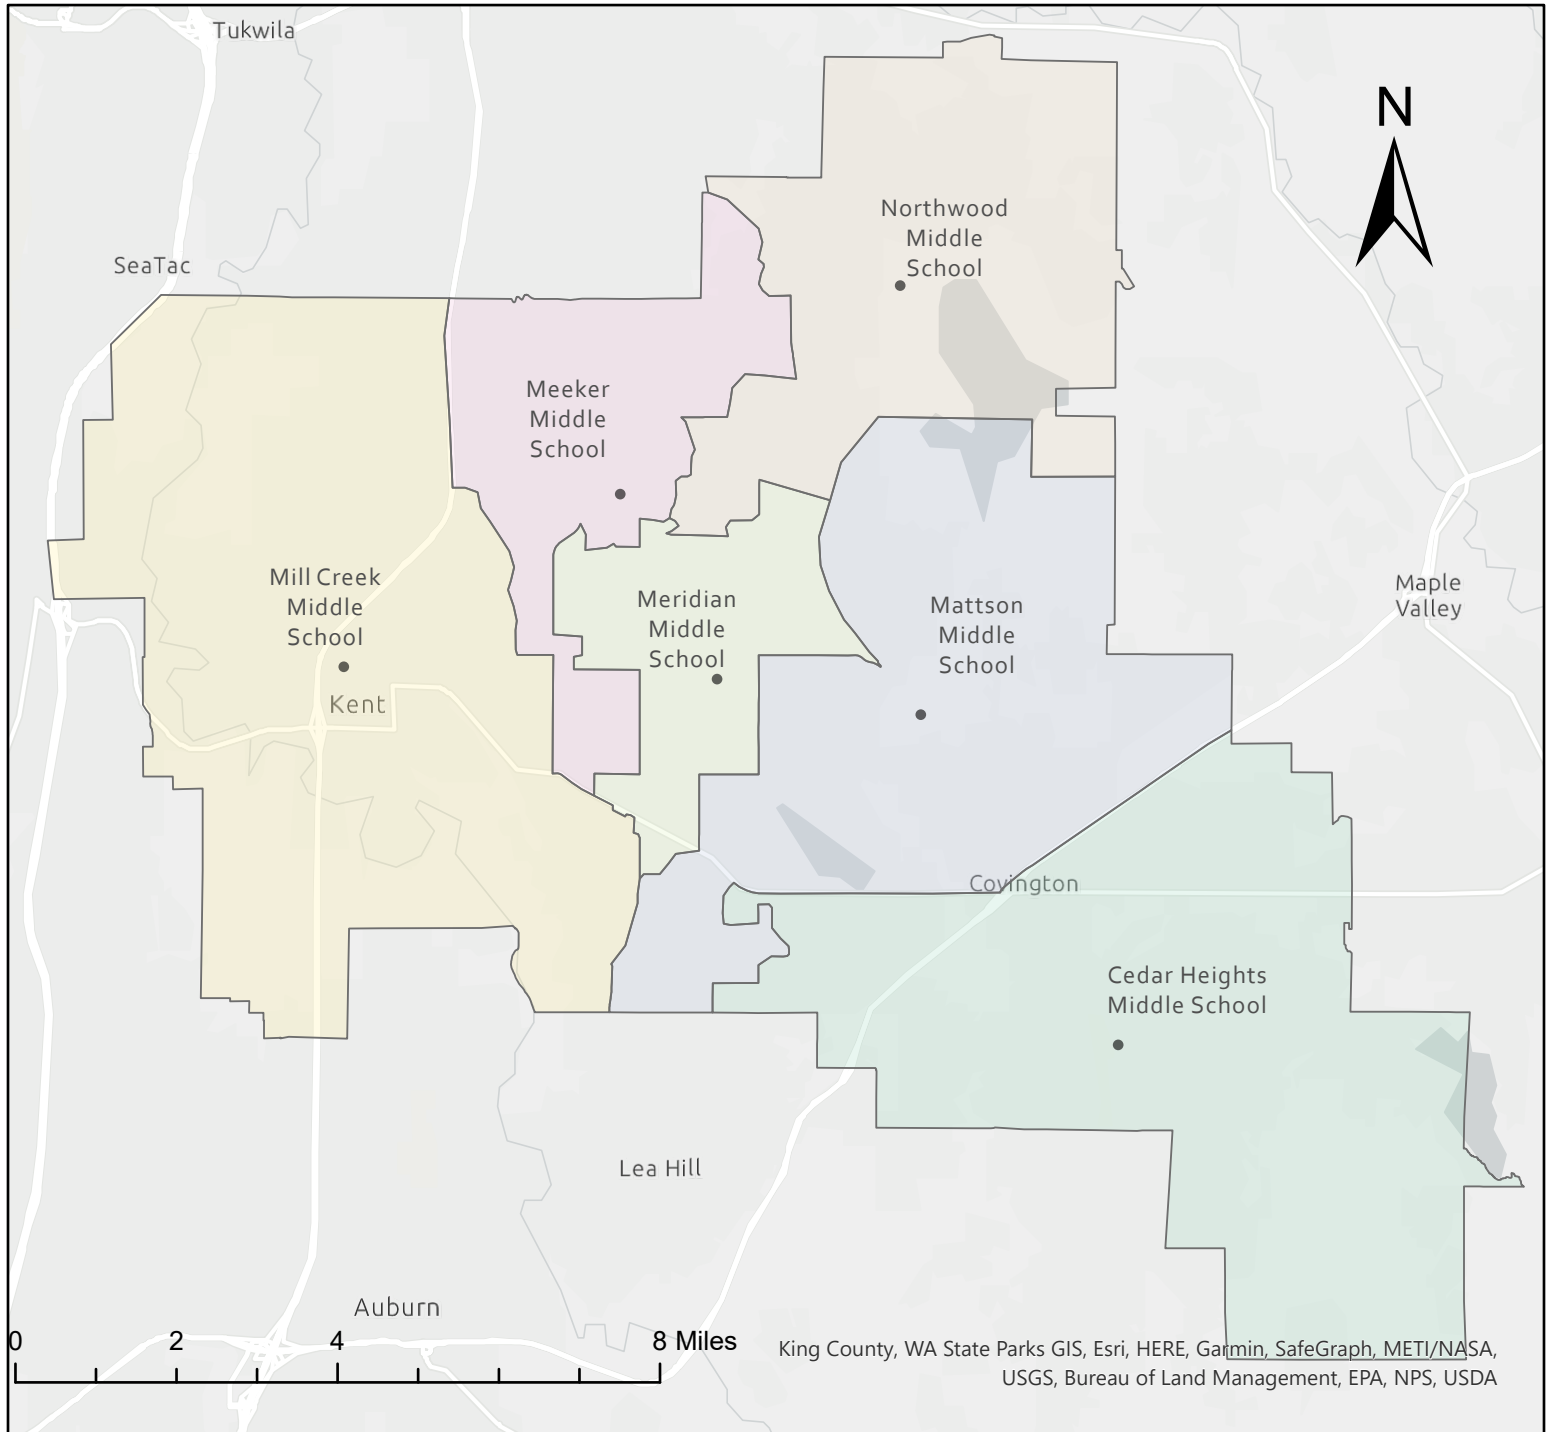 Tukwila
N
Northwood
Middle
School
SeaTac
Meeker
Middle
School
Mill Creek
Middle
School
Meridian
Middle
School
Mattson
Middle
School
Maple
Valley
Kent
Covington
Cedar Heights
Middle School
Lea Hill
Auburn
0 2 4 8 Miles
King County, WA State Parks GIS, Esri, HERE, Garmin, SafeGraph, METI/NASA,
USGS, Bureau of Land Management, EPA, NPS, USDA